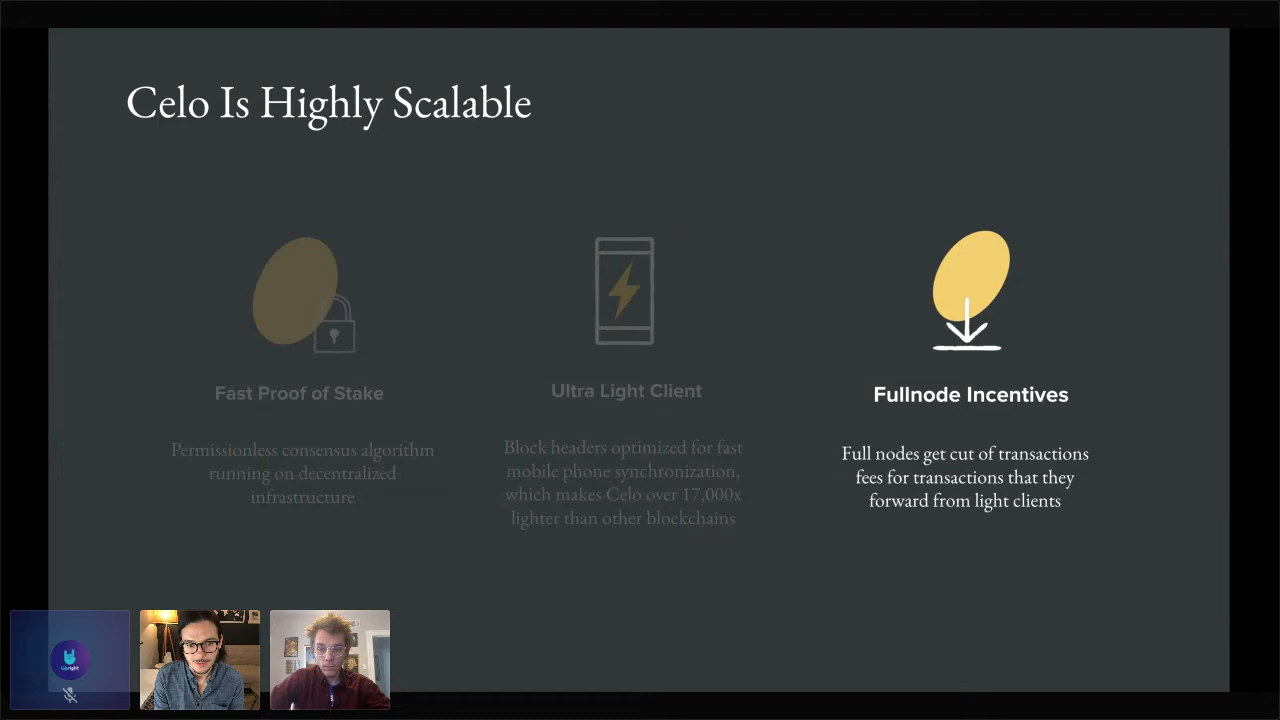 Celo Is Highly Scalable
Fast Proof of Stake
Permissionless consensus algorithm
running on decentralized
infrastructure
Ultra Light Client
Block headers optimized for fast
mobile phone synchronization,
which makes Celo over 17,000x
lighter than other blockchains
Fullnode Incentives
Full nodes get cut of transactions
fees for transactions that they
forward from light clients
Upright